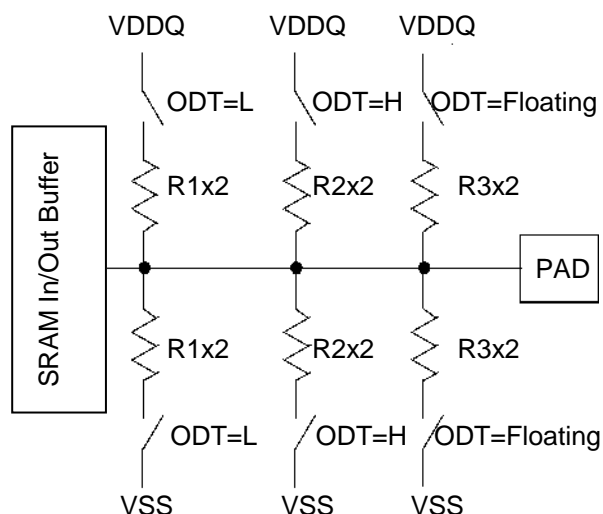 VDDQ VDDQ VDDQ
ODT=L ODT=H ODT=Floating
R1x2 R2x2 R3x2
SRAM In/Out Buffer
PAD
R1x2 R2x2 R3x2
ODT=L ODT=H ODT=Floating
VSS VSS VSS